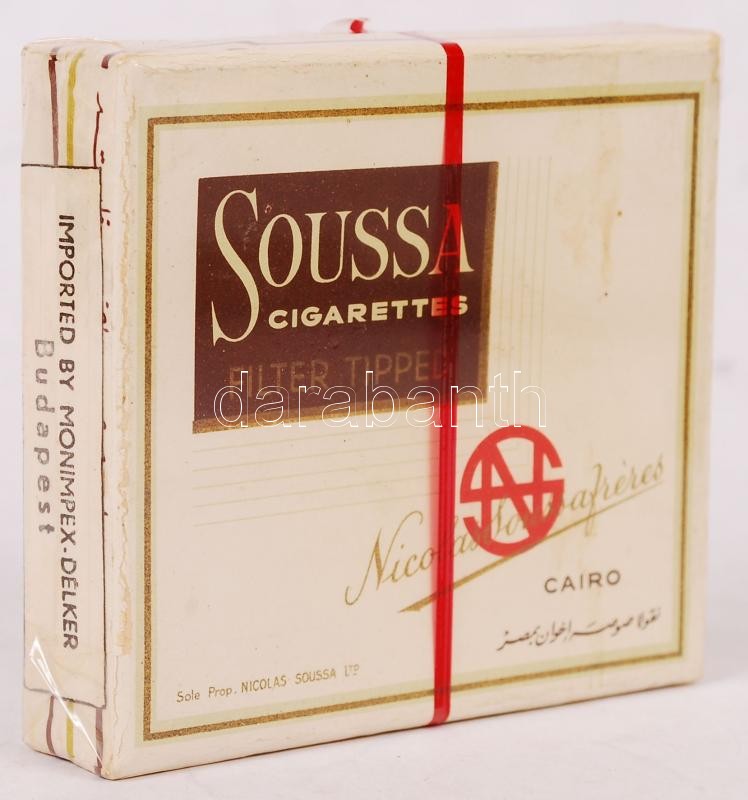 SOUSSA
CIGARETTES
FILTER TIPPED
darabanth
NS
Nicolas Soussa frères
CAIRO
نقولا صوصه اخوان بمصر
Sole Prop. NICOLAS SOUSSA LTD
IMPORTED BY MONIMPEX-DÉLKER
Budapest